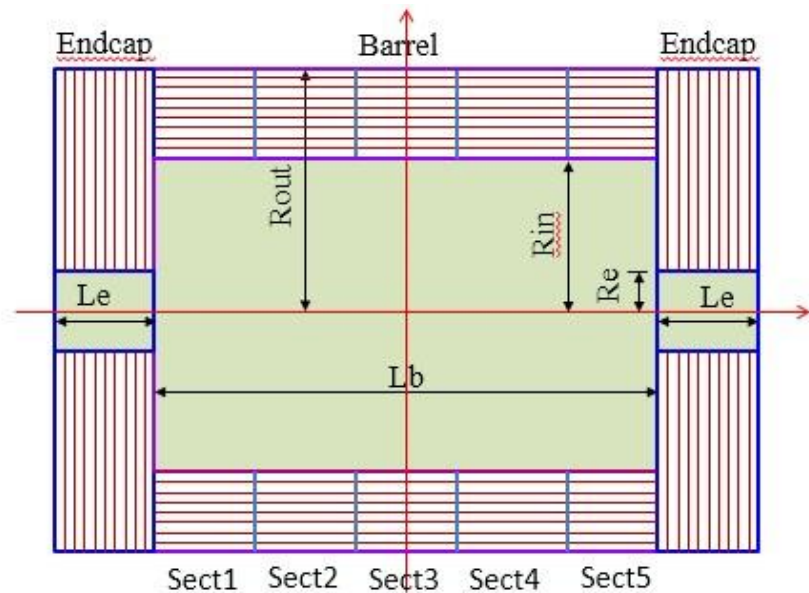 Endcap
Barrel
Endcap
Rout
Rin
Re
Le
Le
Lb
Sect1 Sect2 Sect3 Sect4 Sect5